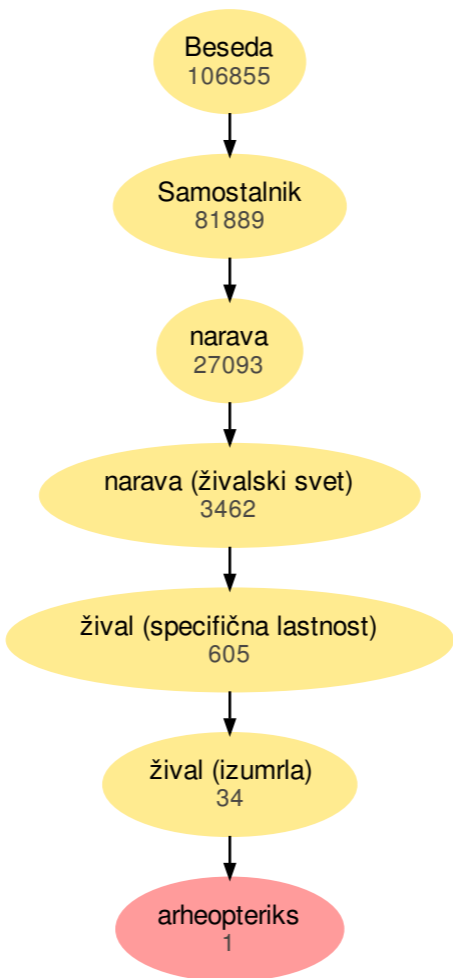 Beseda
106855
Samostalnik
81889
narava
27093
narava (živalski svet)
3462
žival (specifična lastnost)
605
žival (izumrla)
34
arheopteriks
1